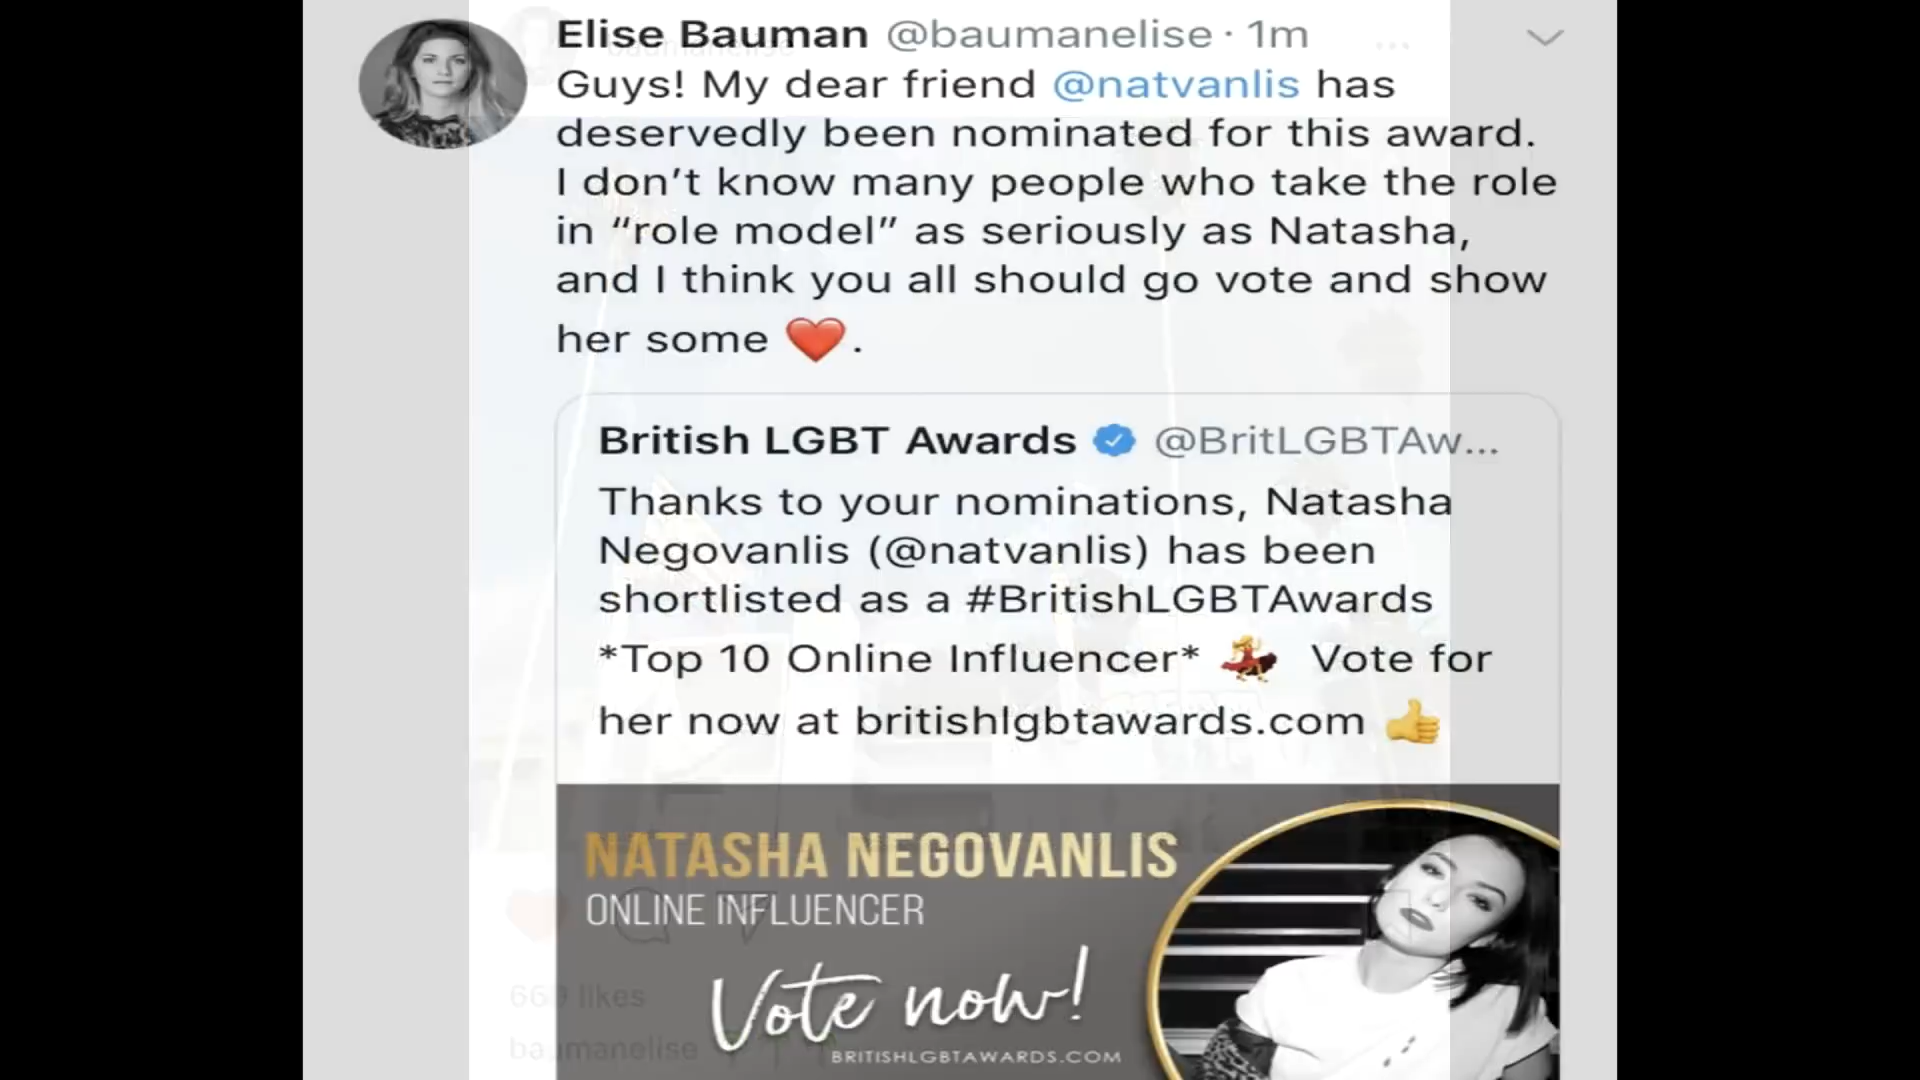 Elise Bauman @baumanelise · 1m
Guys! My dear friend @natvanlis has
deservedly been nominated for this award.
I don’t know many people who take the role
in “role model” as seriously as Natasha,
and I think you all should go vote and show
her some ❤️.
British LGBT Awards @BritLGBTAw...
Thanks to your nominations, Natasha
Negovanlis (@natvanlis) has been
shortlisted as a #BritishLGBTAwards
*Top 10 Online Influencer* 💃 Vote for
her now at britishlgbtawards.com 👍
NATASHA NEGOVANLIS
ONLINE INFLUENCER
Vote now!
BRITISHLGBTAWARDS.COM
likes
baumanelise